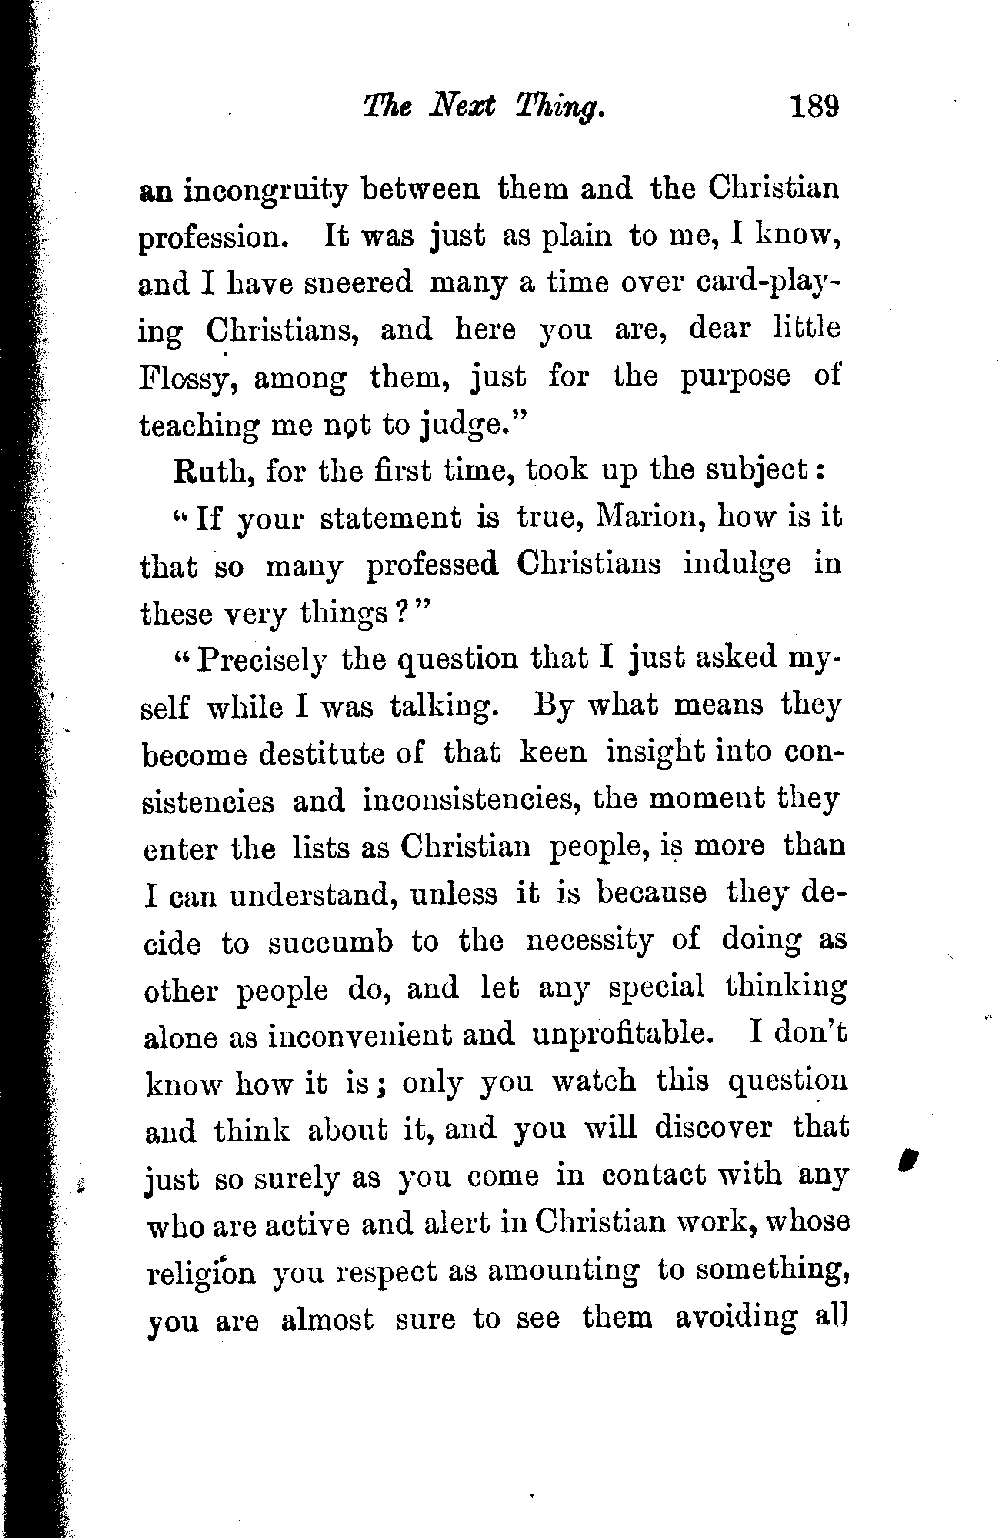 The Next Thing. 189
an incongruity between them and the Christian
profession. It was just as plain to me, I know,
and I have sneered many a time over card-play-
ing Christians, and here you are, dear little
Flossy, among them, just for the purpose of
teaching me not to judge."
Ruth, for the first time, took up the subject:
"If your statement is true, Marion, how is it
that so many professed Christians indulge in
these very things?"
"Precisely the question that I just asked my-
self while I was talking. By what means they
become destitute of that keen insight into con-
sistencies and inconsistencies, the moment they
enter the lists as Christian people, is more than
I can understand, unless it is because they de-
cide to succumb to the necessity of doing as
other people do, and let any special thinking
alone as inconvenient and unprofitable. I don't
know how it is; only you watch this question
and think about it, and you will discover that
just so surely as you come in contact with any
who are active and alert in Christian work, whose
religion you respect as amounting to something,
you are almost sure to see them avoiding all